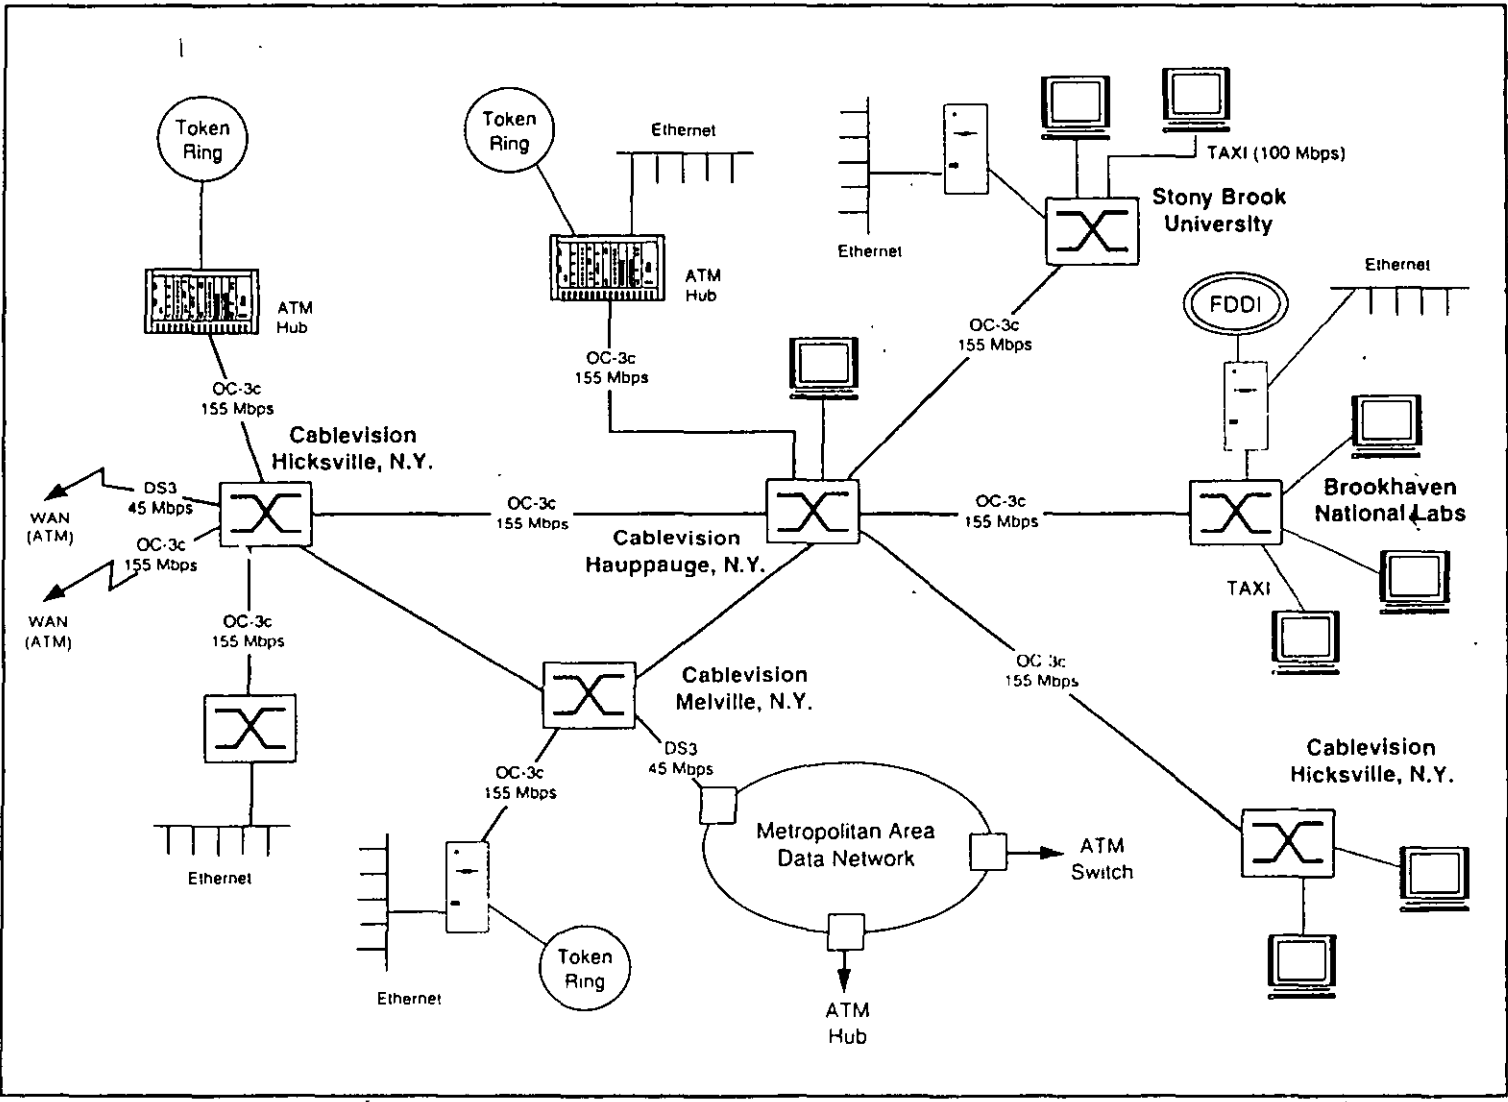 Token
Ring
Token
Ring
Ethernet
TAXI (100 Mbps)
Stony Brook
University
Ethernet
Ethernet
ATM
Hub
ATM
Hub
FDDI
OC-3c
155 Mbps
OC-3c
155 Mbps
OC-3c
155 Mbps
Cablevision
Hicksville, N.Y.
DS3
45 Mbps
WAN
(ATM)
OC-3c
155 Mbps
OC-3c
155 Mbps
OC-3c
155 Mbps
Brookhaven
National Labs
Cablevision
Hauppauge, N.Y.
TAXI
WAN
(ATM)
OC-3c
155 Mbps
OC-3c
155 Mbps
Cablevision
Melville, N.Y.
DS3
45 Mbps
OC-3c
155 Mbps
Cablevision
Hicksville, N.Y.
Metropolitan Area
Data Network
ATM
Switch
Ethernet
Token
Ring
Ethernet
ATM
Hub